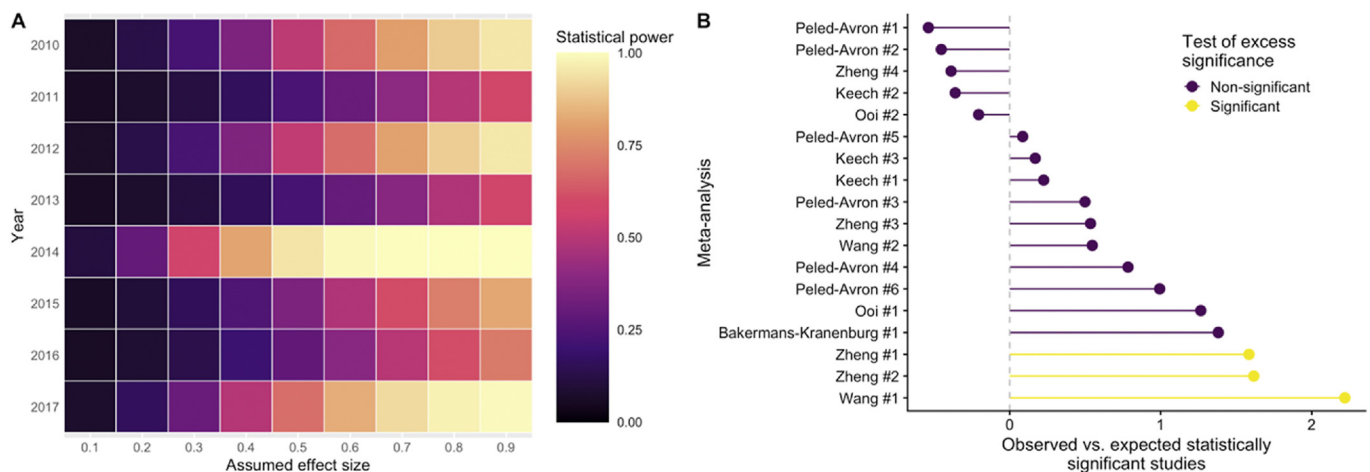 A
Statistical power
1.00
0.75
0.50
0.25
0.00
Year
2010
2011
2012
2013
2014
2015
2016
2017
0.1 0.2 0.3 0.4 0.5 0.6 0.7 0.8 0.9
Assumed effect size
B
Meta-analysis
Peled-Avron #1
Peled-Avron #2
Zheng #4
Keech #2
Ooi #2
Peled-Avron #5
Keech #3
Keech #1
Peled-Avron #3
Zheng #3
Wang #2
Peled-Avron #4
Peled-Avron #6
Ooi #1
Bakermans-Kranenburg #1
Zheng #1
Zheng #2
Wang #1
Test of excess
significance
Non-significant
Significant
0 1 2
Observed vs. expected statistically
significant studies